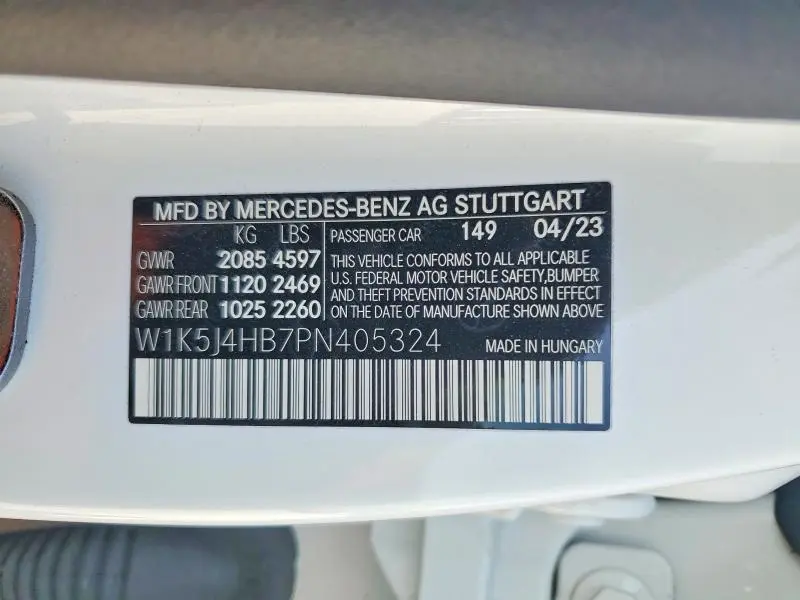 MFD BY MERCEDES-BENZ AG STUTTGART
KG LBS
GVWR 2085 4597
GAWR FRONT 1120 2469
GAWR REAR 1025 2260
PASSENGER CAR 149 04/23
THIS VEHICLE CONFORMS TO ALL APPLICABLE
U.S. FEDERAL MOTOR VEHICLE SAFETY,BUMPER
AND THEFT PREVENTION STANDARDS IN EFFECT
ON THE DATE OF MANUFACTURE SHOWN ABOVE
W1K5J4HB7PN405324 MADE IN HUNGARY